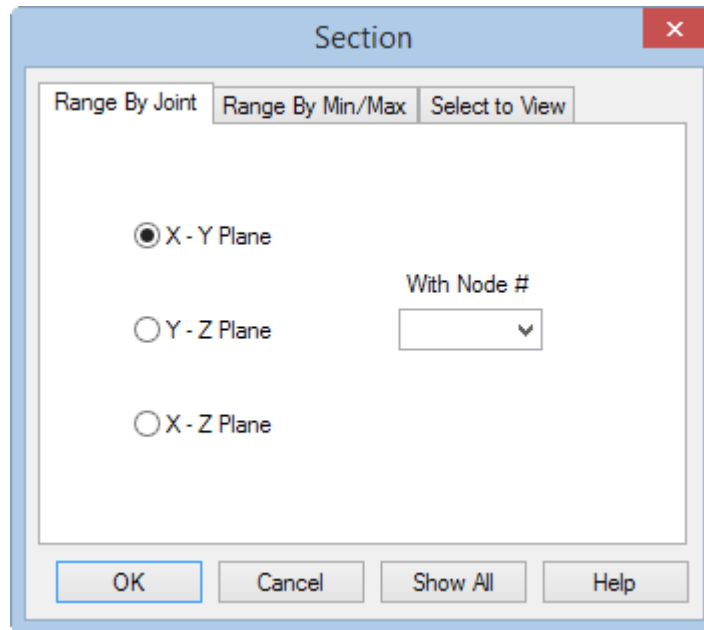 Section
Range By Joint Range By Min/Max Select to View
X - Y Plane
With Node #
Y - Z Plane
X - Z Plane
OK Cancel Show All Help